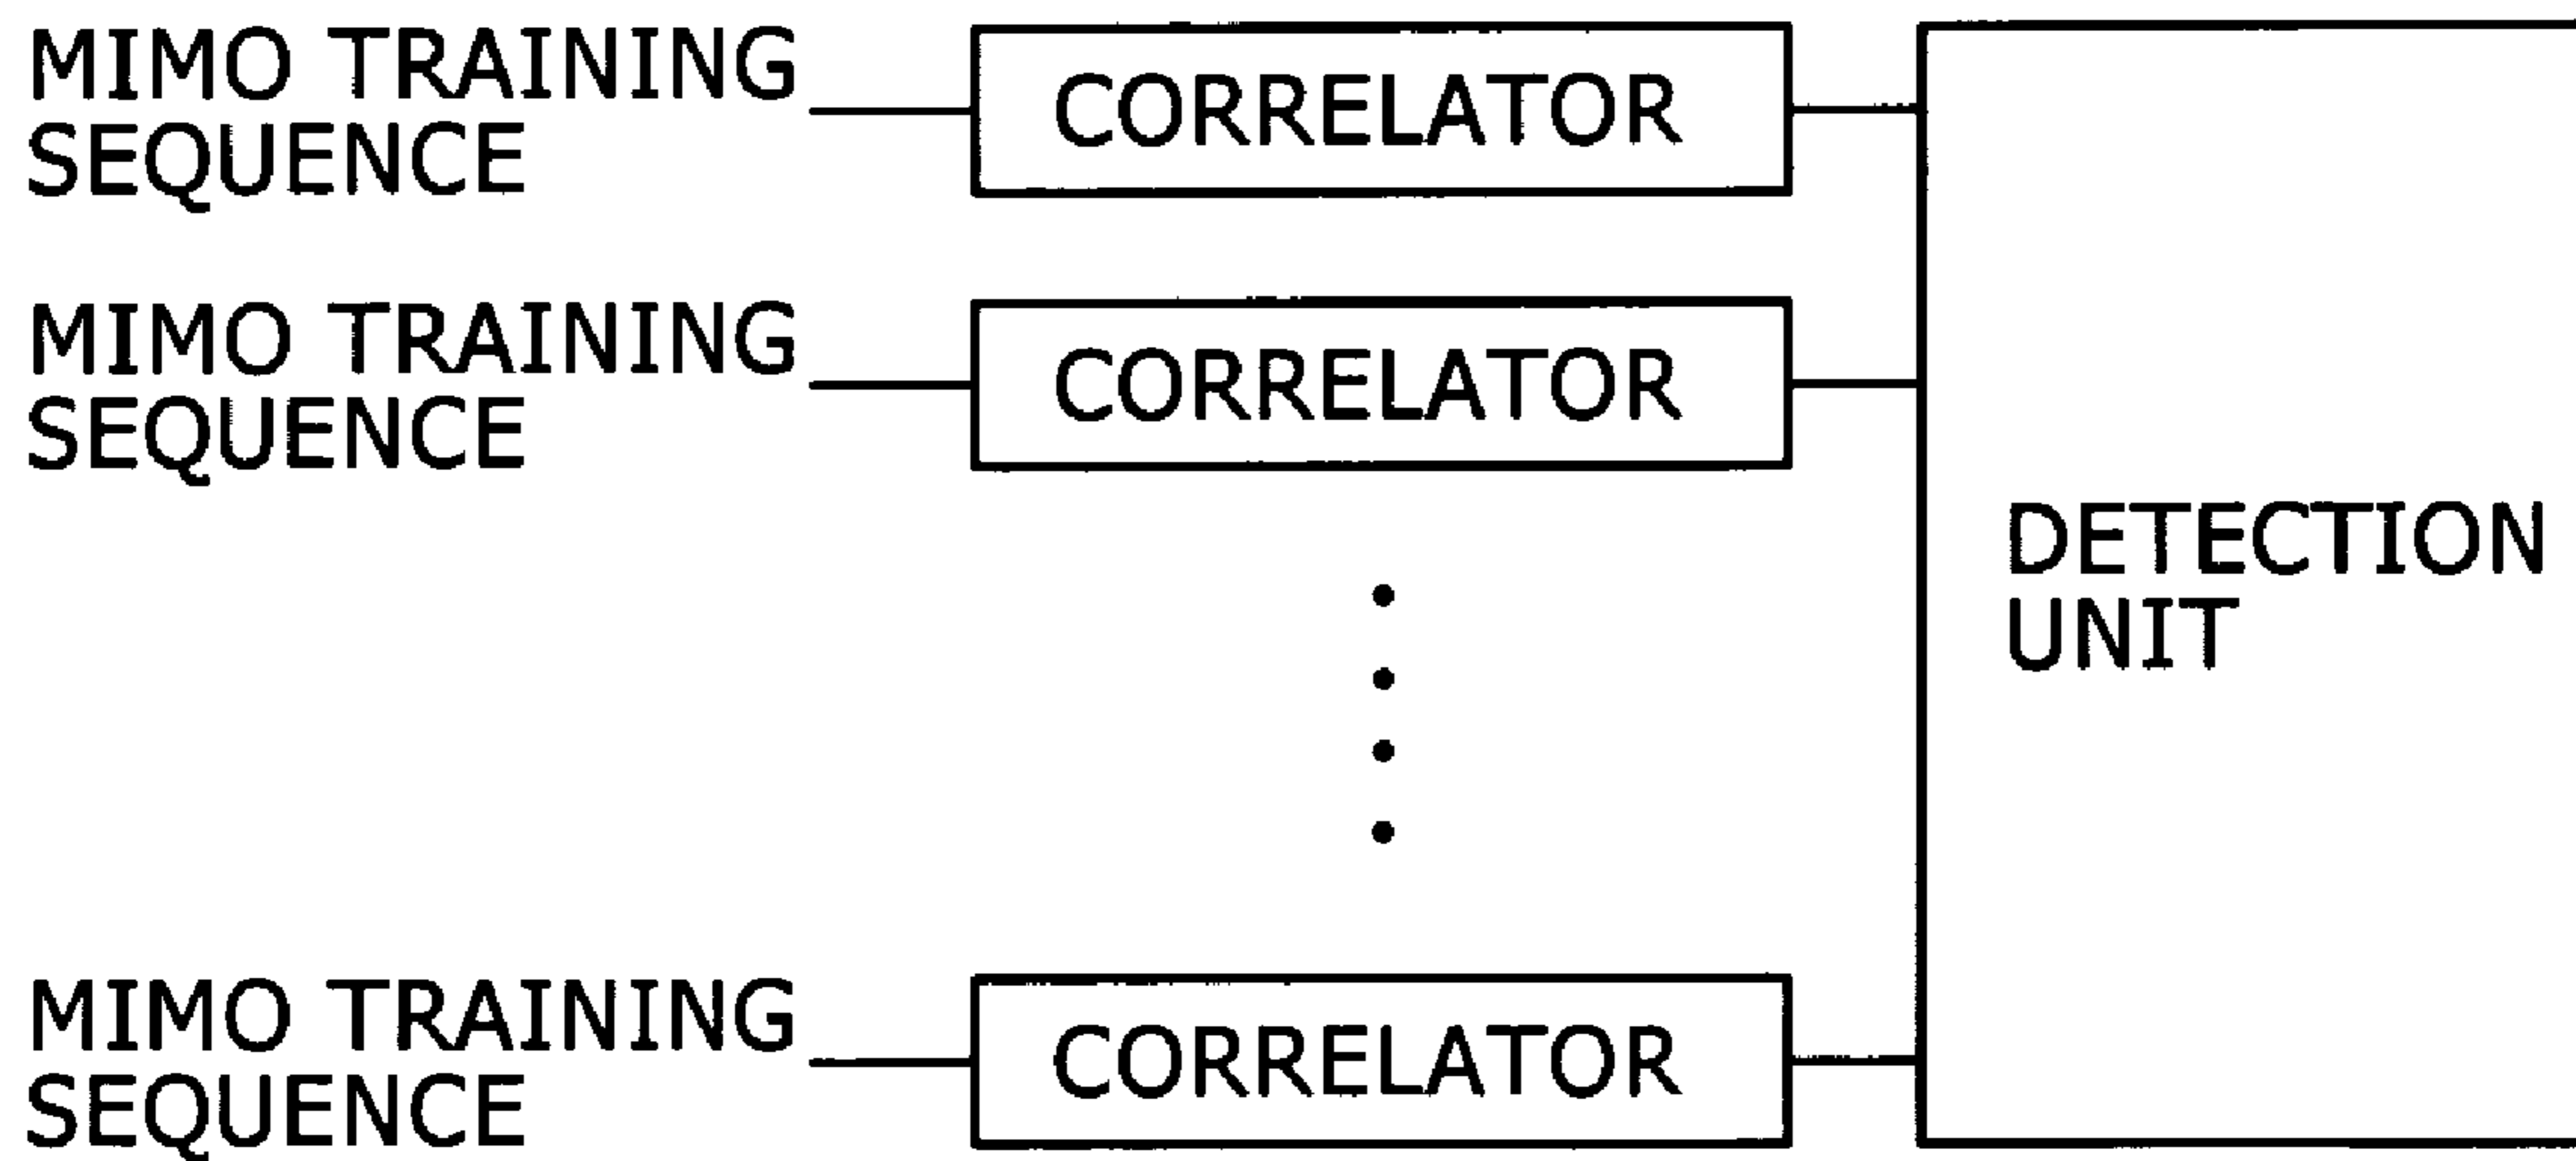 MIMO TRAINING
SEQUENCE
CORRELATOR
MIMO TRAINING
SEQUENCE
CORRELATOR
DETECTION
UNIT
MIMO TRAINING
SEQUENCE
CORRELATOR